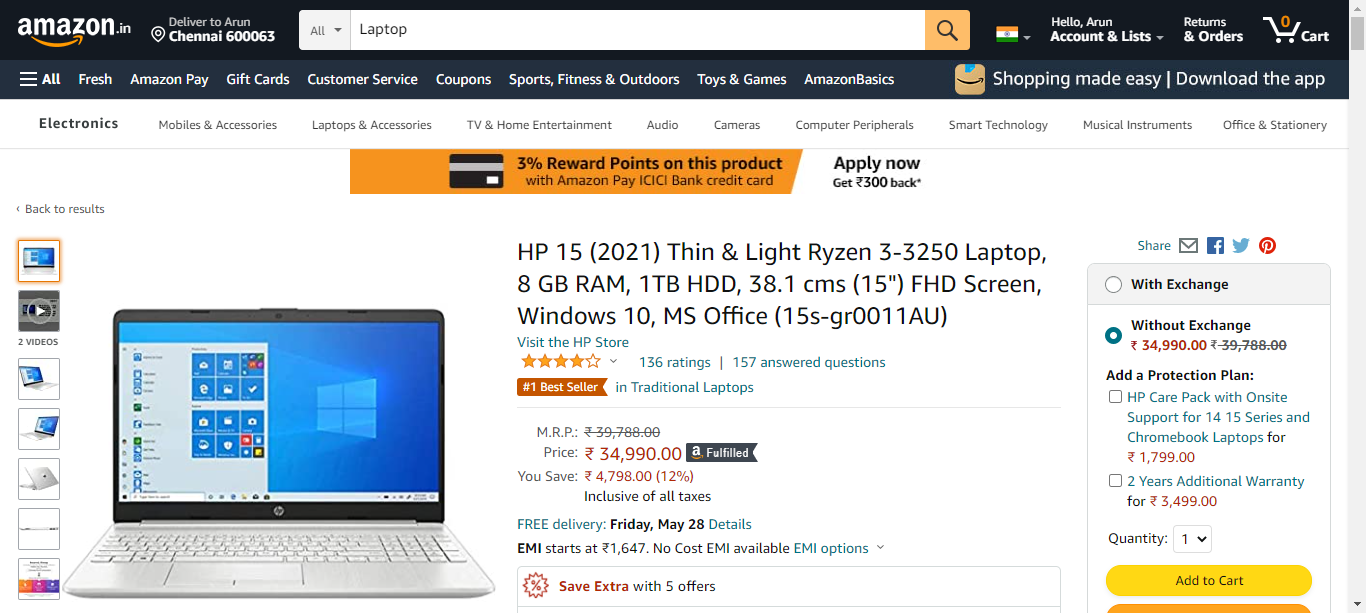 amazon.in
Deliver to Arun
Chennai 600063
All
Laptop
Hello, Arun
Account & Lists
Returns
& Orders
0
Cart
All Fresh Amazon Pay Gift Cards Customer Service Coupons Sports, Fitness & Outdoors Toys & Games AmazonBasics
Shopping made easy | Download the app
Electronics Mobiles & Accessories Laptops & Accessories TV & Home Entertainment Audio Cameras Computer Peripherals Smart Technology Musical Instruments Office & Stationery
3% Reward Points on this product
with Amazon Pay ICICI Bank credit card
Apply now
Get ₹300 back*
‹ Back to results
2 VIDEOS
hp
HP 15 (2021) Thin & Light Ryzen 3-3250 Laptop,
8 GB RAM, 1TB HDD, 38.1 cms (15") FHD Screen,
Windows 10, MS Office (15s-gr0011AU)
Visit the HP Store
136 ratings | 157 answered questions
#1 Best Seller in Traditional Laptops
M.R.P.: ₹ 39,788.00
Price: ₹ 34,990.00 a Fulfilled
You Save: ₹ 4,798.00 (12%)
Inclusive of all taxes
FREE delivery: Friday, May 28 Details
EMI starts at ₹1,647. No Cost EMI available EMI options
Save Extra with 5 offers
Share
With Exchange
Without Exchange
₹ 34,990.00 ₹ 39,788.00
Add a Protection Plan:
HP Care Pack with Onsite
Support for 14 15 Series and
Chromebook Laptops for
₹ 1,799.00
2 Years Additional Warranty
for ₹ 3,499.00
Quantity: 1
Add to Cart